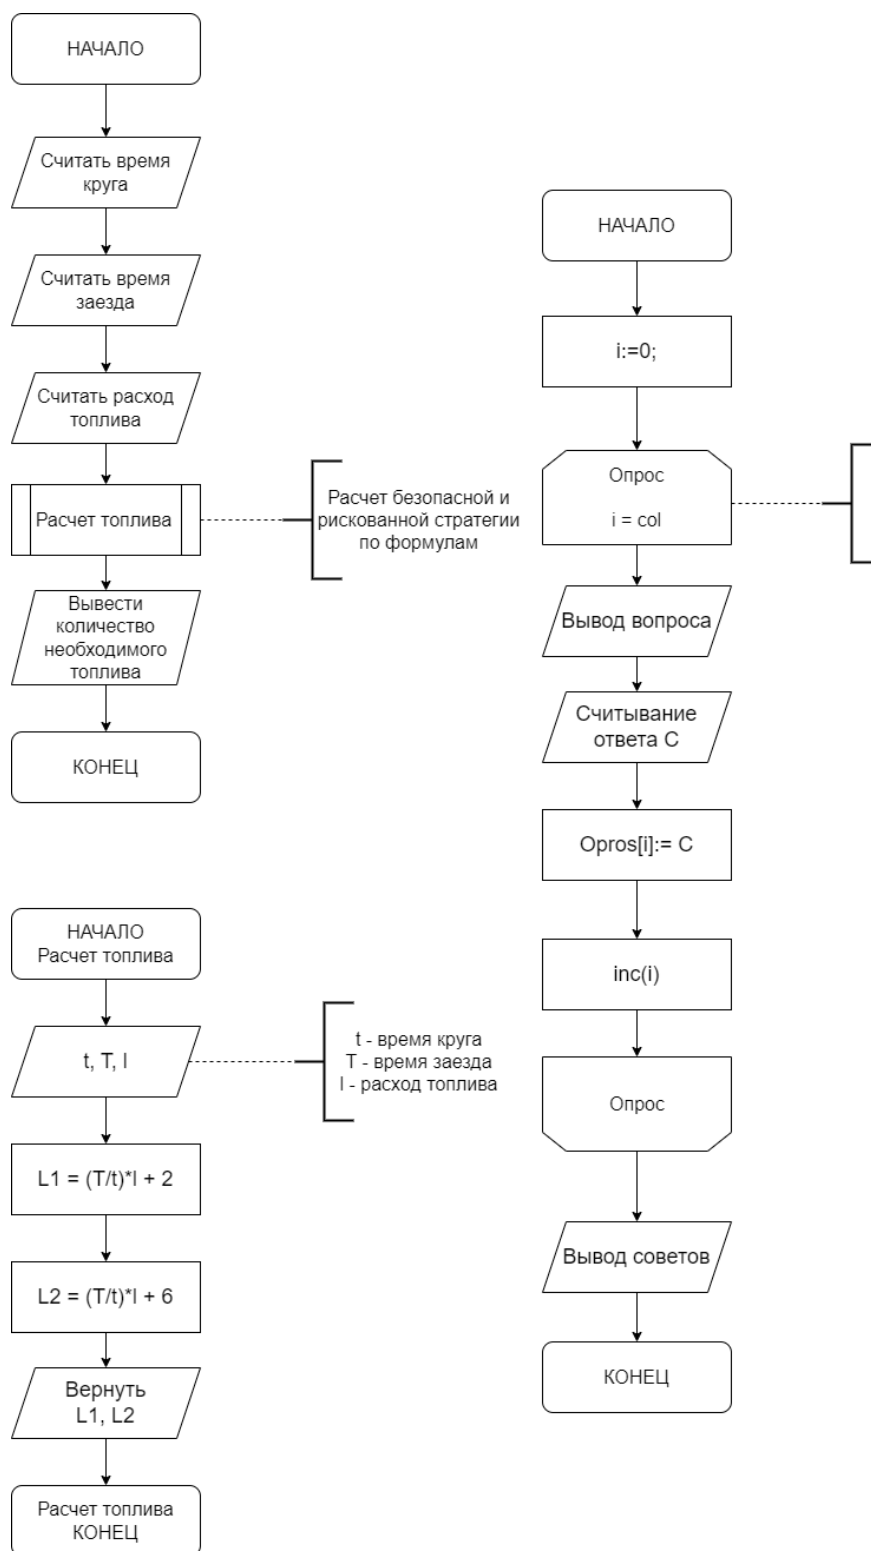 НАЧАЛО
Считать время
круга
Считать время
заезда
Считать расход
топлива
Расчет топлива
Расчет безопасной и
рискованной стратегии
по формулам
Вывести
количество
необходимого
топлива
КОНЕЦ
НАЧАЛО
Расчет топлива
t, T, l
t - время круга
T - время заезда
l - расход топлива
L1 = (T/t)*l + 2
L2 = (T/t)*l + 6
Вернуть
L1, L2
Расчет топлива
КОНЕЦ
НАЧАЛО
i:=0;
Опрос
i = col
Вывод вопроса
Считывание
ответа С
Opros[i]:= C
inc(i)
Опрос
Вывод советов
КОНЕЦ